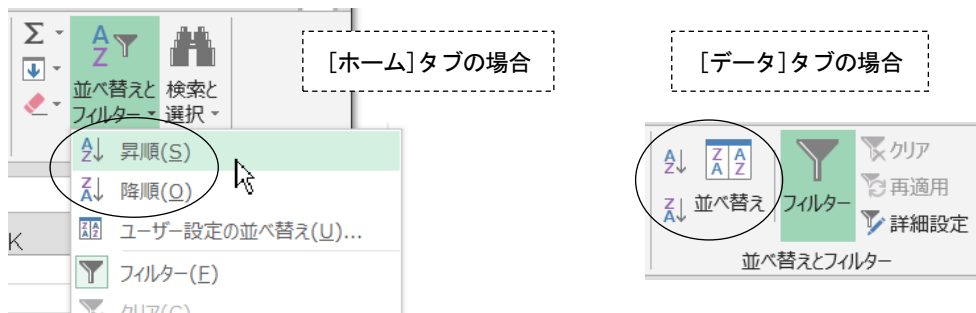 [ホーム]タブの場合
[データ]タブの場合
Σ
A
Z
並べ替えと
フィルター
検索と
選択
A
Z
昇順(S)
Z
A
降順(O)
Z A
A Z
ユーザー設定の並べ替え(U)...
フィルター(F)
クリア(C)
K
A
Z
Z A
A Z
Z
A
並べ替え
フィルター
クリア
再適用
詳細設定
並べ替えとフィルター